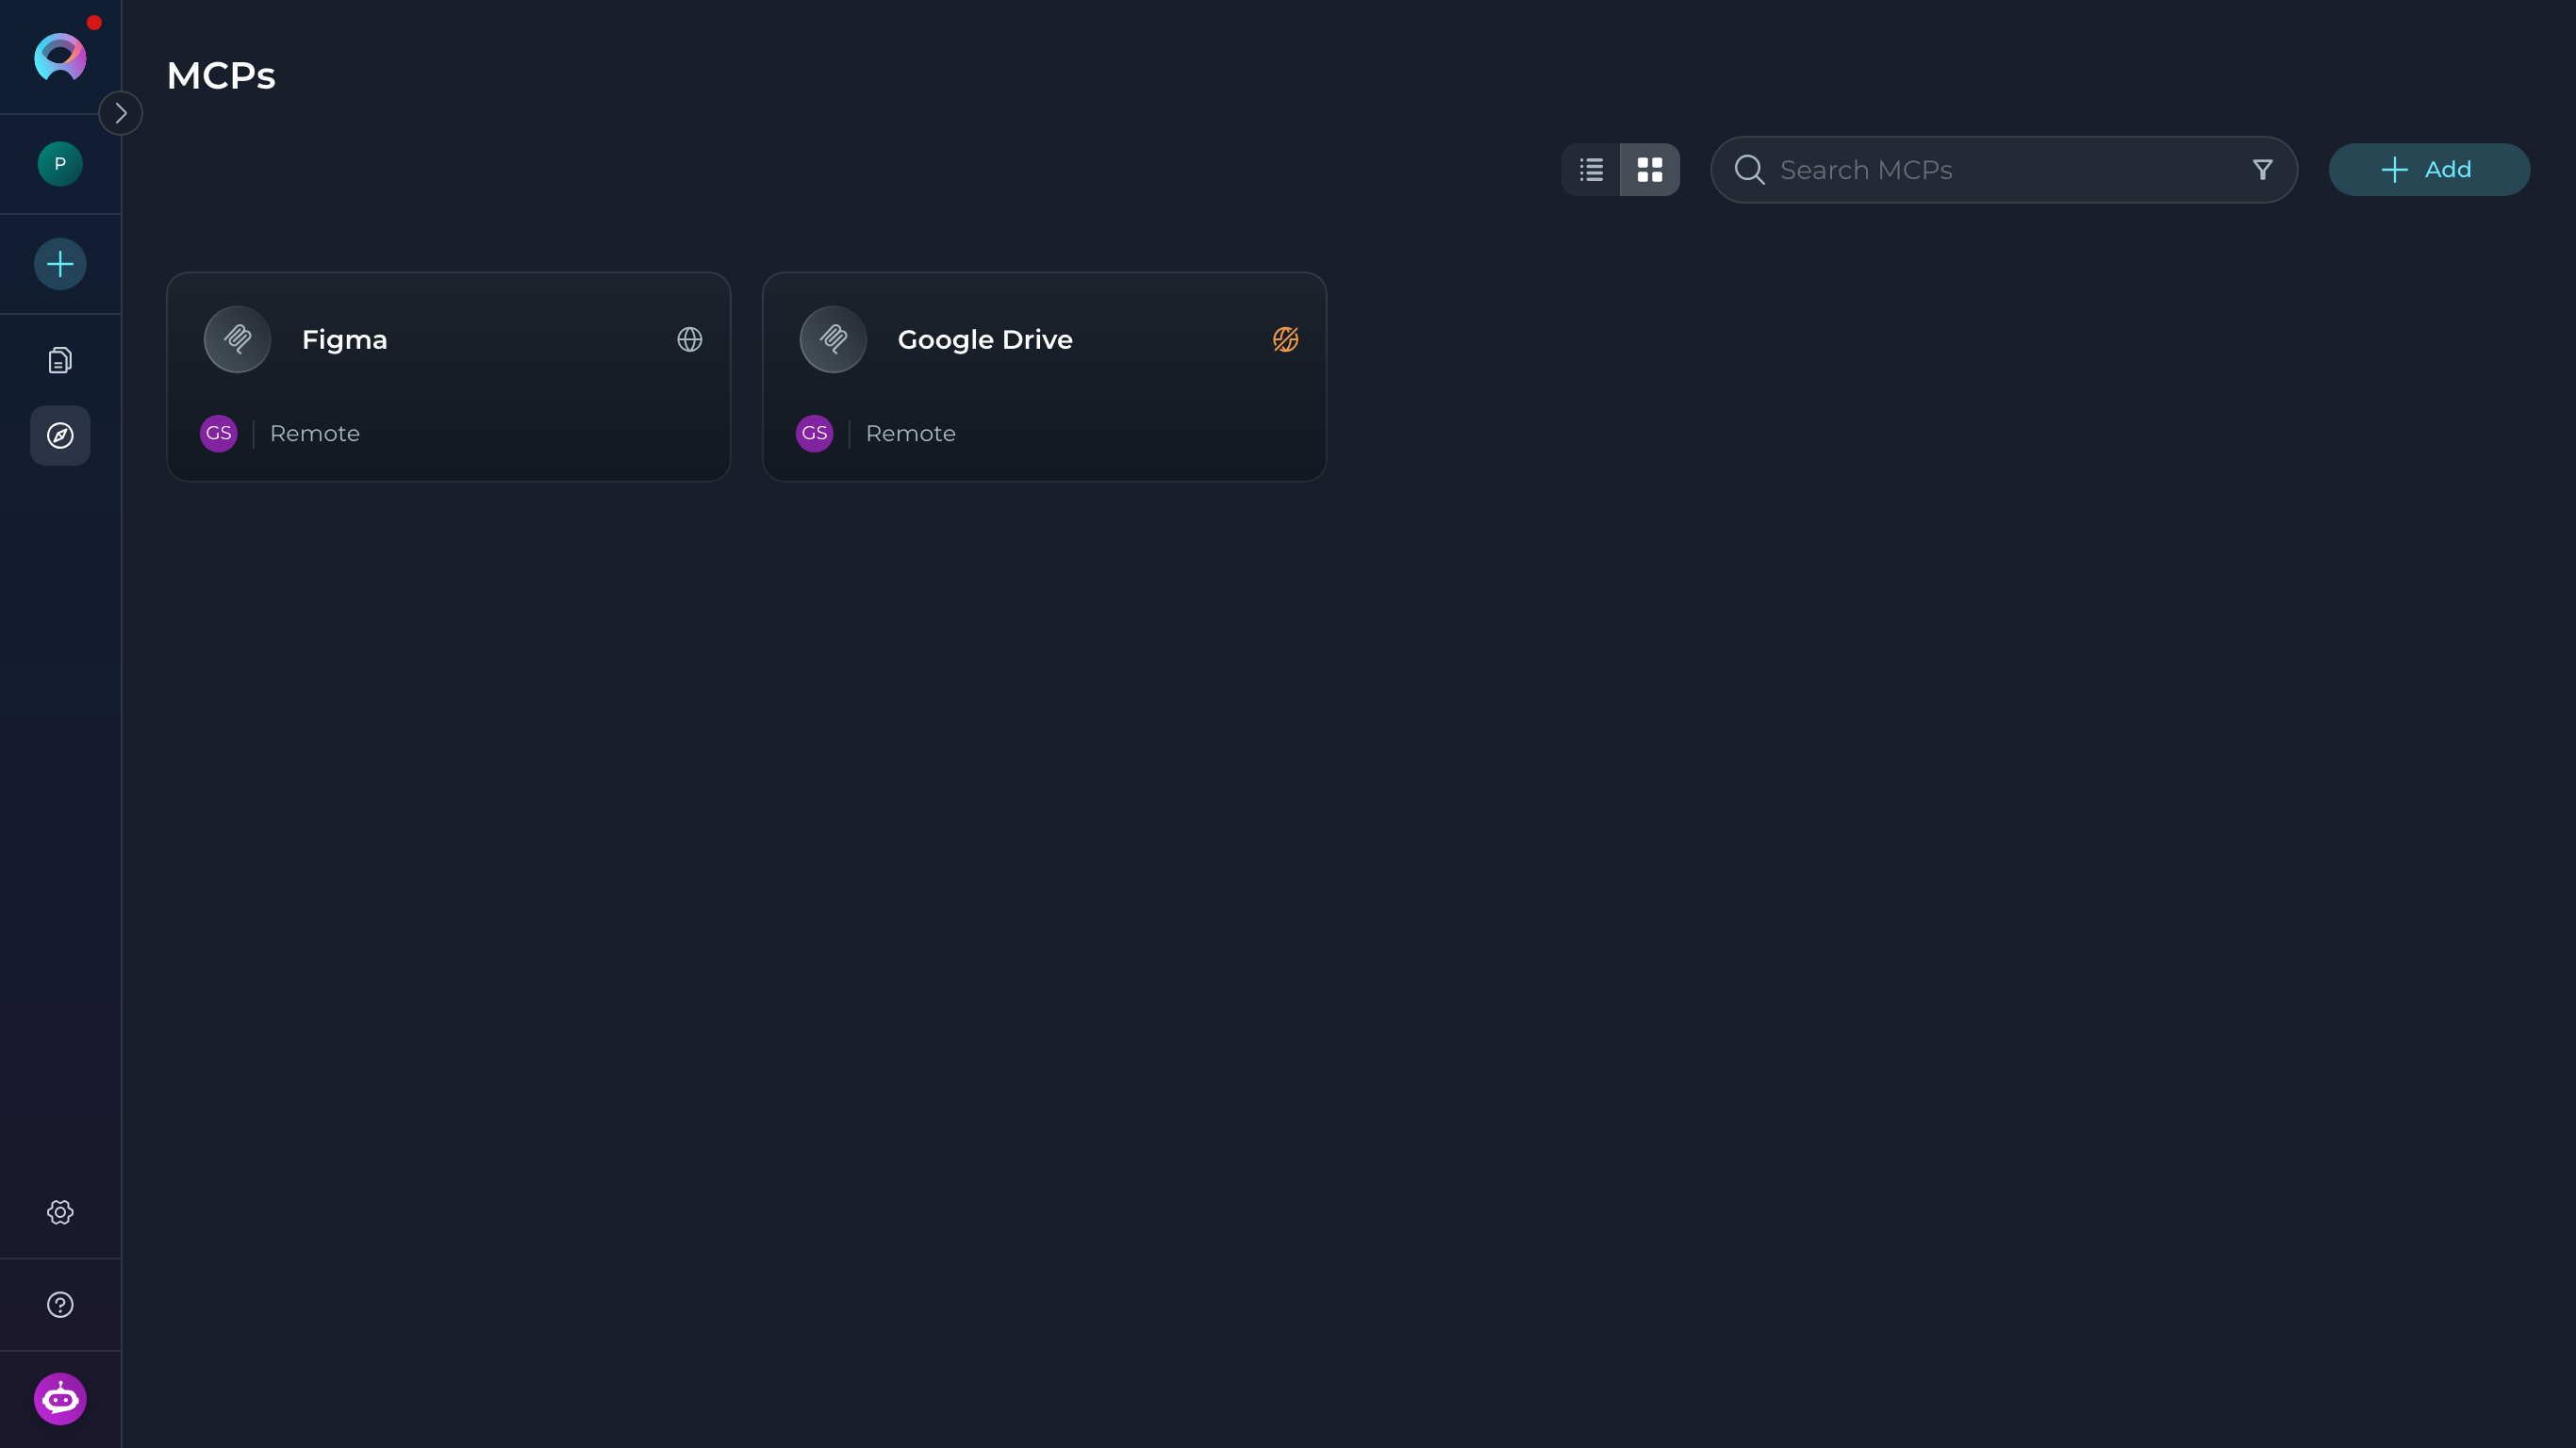 MCPs
P
Search MCPs
Add
Figma
Google Drive
GS Remote
GS Remote